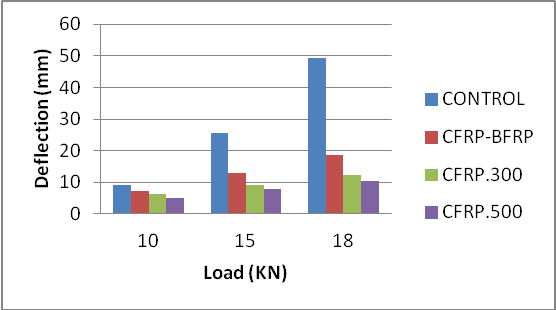 60
50
40
30
20
10
0
Deflection (mm)
10 15 18
Load (KN)
CONTROL
CFRP-BFRP
CFRP.300
CFRP.500